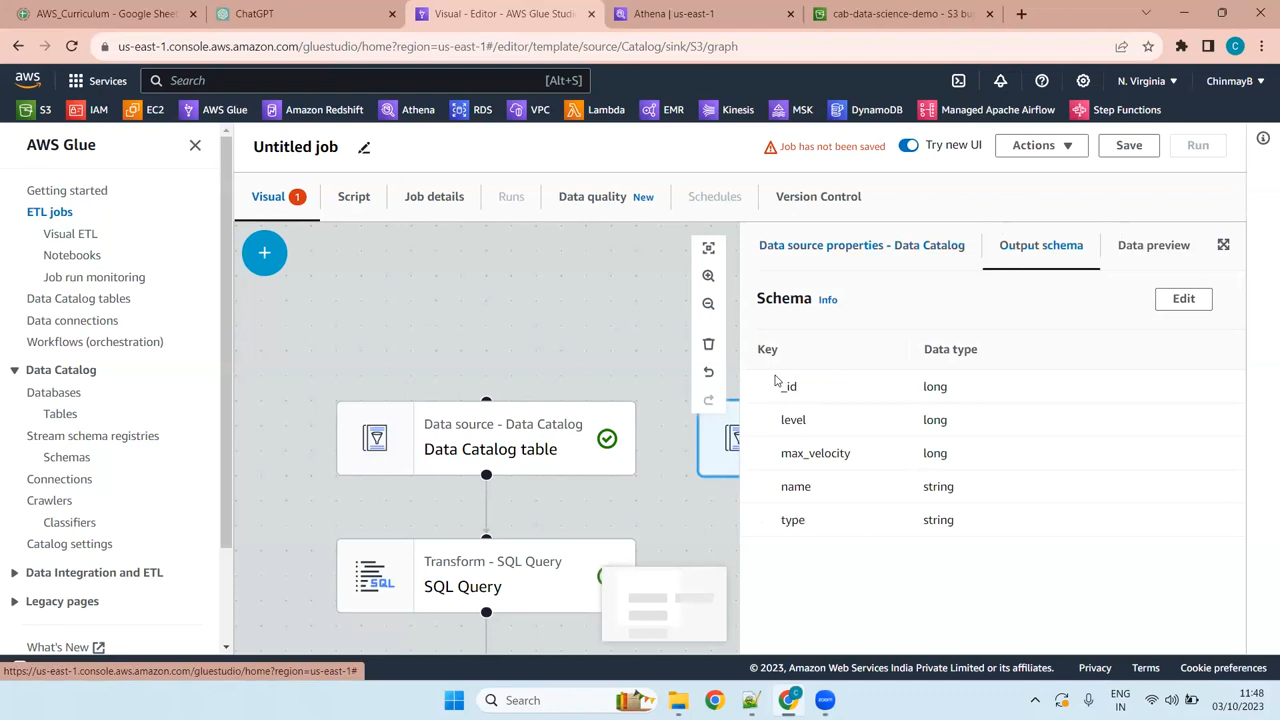 AWS_Curriculum - Google Sheet
ChatGPT
Visual - Editor - AWS Glue Studi
Athena | us-east-1
cab-data-science-demo - S3 bu
us-east-1.console.aws.amazon.com/gluestudio/home?region=us-east-1#/editor/template/source/Catalog/sink/S3/graph
C
aws
Services
Search
[Alt+S]
N. Virginia
ChinmayB
S3
IAM
EC2
AWS Glue
Amazon Redshift
Athena
RDS
VPC
Lambda
EMR
Kinesis
MSK
DynamoDB
Managed Apache Airflow
Step Functions
AWS Glue
Untitled job
Job has not been saved
Try new UI
Actions
Save
Run
Getting started
ETL jobs
Visual ETL
Notebooks
Job run monitoring
Data Catalog tables
Data connections
Workflows (orchestration)
Data Catalog
Databases
Tables
Stream schema registries
Schemas
Connections
Crawlers
Classifiers
Catalog settings
Data Integration and ETL
Legacy pages
What's New
Visual 1
Script
Job details
Runs
Data quality New
Schedules
Version Control
Data source - Data Catalog
Data Catalog table
Transform - SQL Query
SQL
SQL Query
Data source properties - Data Catalog
Output schema
Data preview
Schema Info
Edit
Key Data type
_id long
level long
max_velocity long
name string
type string
https://us-east-1.console.aws.amazon.com/gluestudio/home?region=us-east-1#
© 2023, Amazon Web Services India Private Limited or its affiliates.
Privacy
Terms
Cookie preferences
Search
C
zoom
ENG
IN
11:48
03/10/2023